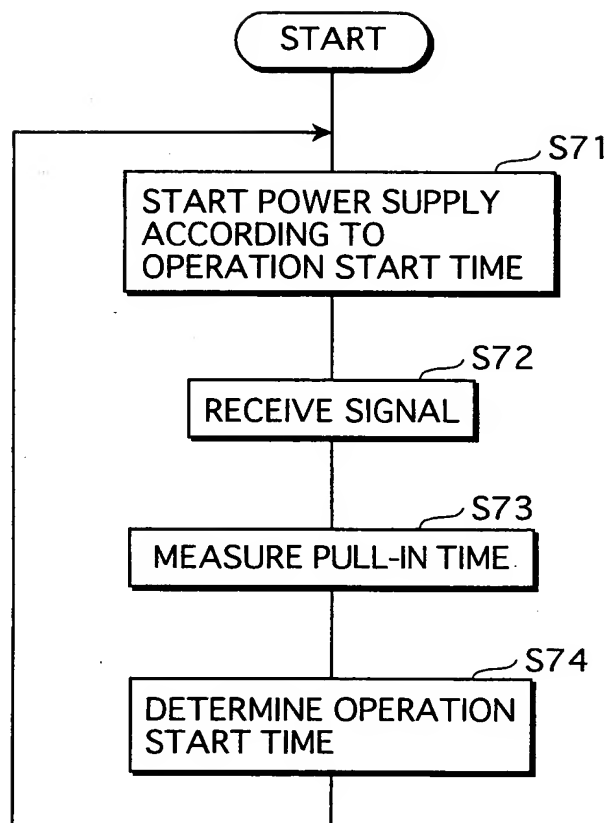 START
S71
START POWER SUPPLY
ACCORDING TO
OPERATION START TIME
S72
RECEIVE SIGNAL
S73
MEASURE PULL-IN TIME
S74
DETERMINE OPERATION
START TIME